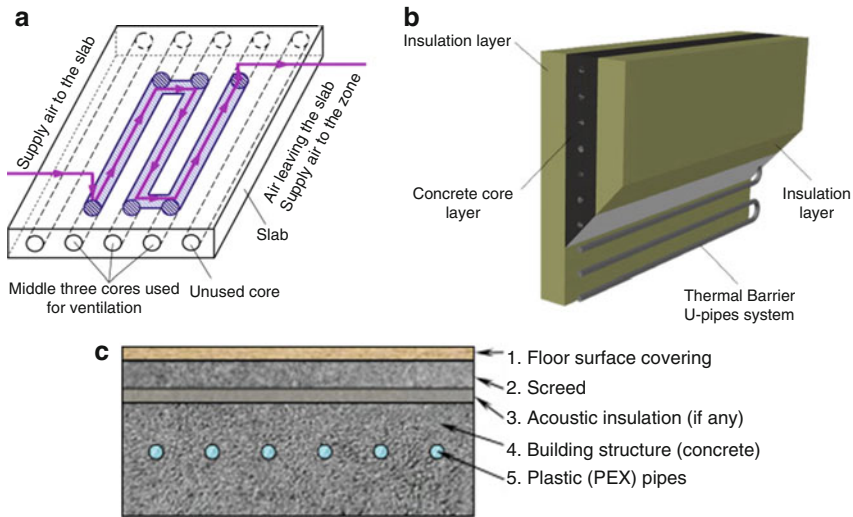 a
Supply air to the slab
Air leaving the slab
Supply air to the zone
Slab
Middle three cores used
for ventilation
Unused core
b
Insulation layer
Concrete core
layer
Insulation
layer
Thermal Barrier
U-pipes system
c
1. Floor surface covering
2. Screed
3. Acoustic insulation (if any)
4. Building structure (concrete)
5. Plastic (PEX) pipes